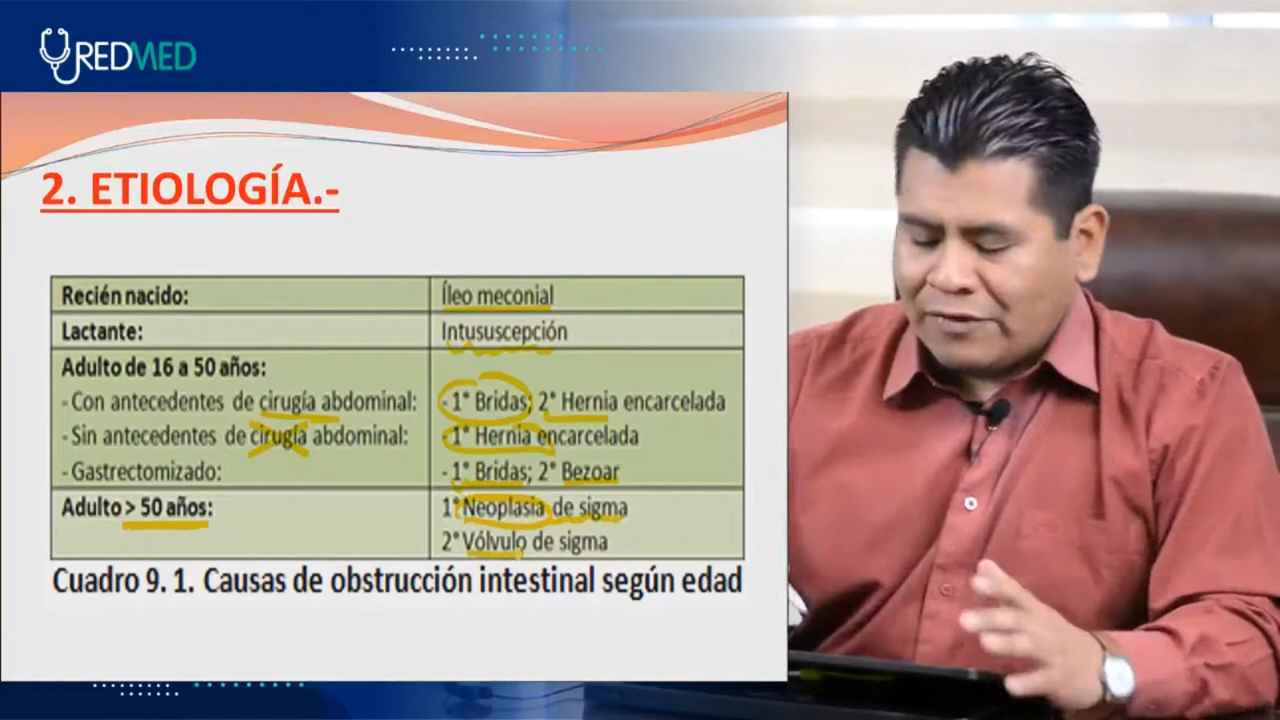 REDMED
2. ETIOLOGÍA.-
Recién nacido: Íleo meconial
Lactante: Intususcepción
Adulto de 16 a 50 años:
- Con antecedentes de cirugía abdominal: - 1° Bridas; 2° Hernia encarcelada
- Sin antecedentes de cirugía abdominal: - 1° Hernia encarcelada
- Gastrectomizado: - 1° Bridas; 2° Bezoar
Adulto > 50 años: 1° Neoplasia de sigma
2° Vólvulo de sigma
Cuadro 9. 1. Causas de obstrucción intestinal según edad